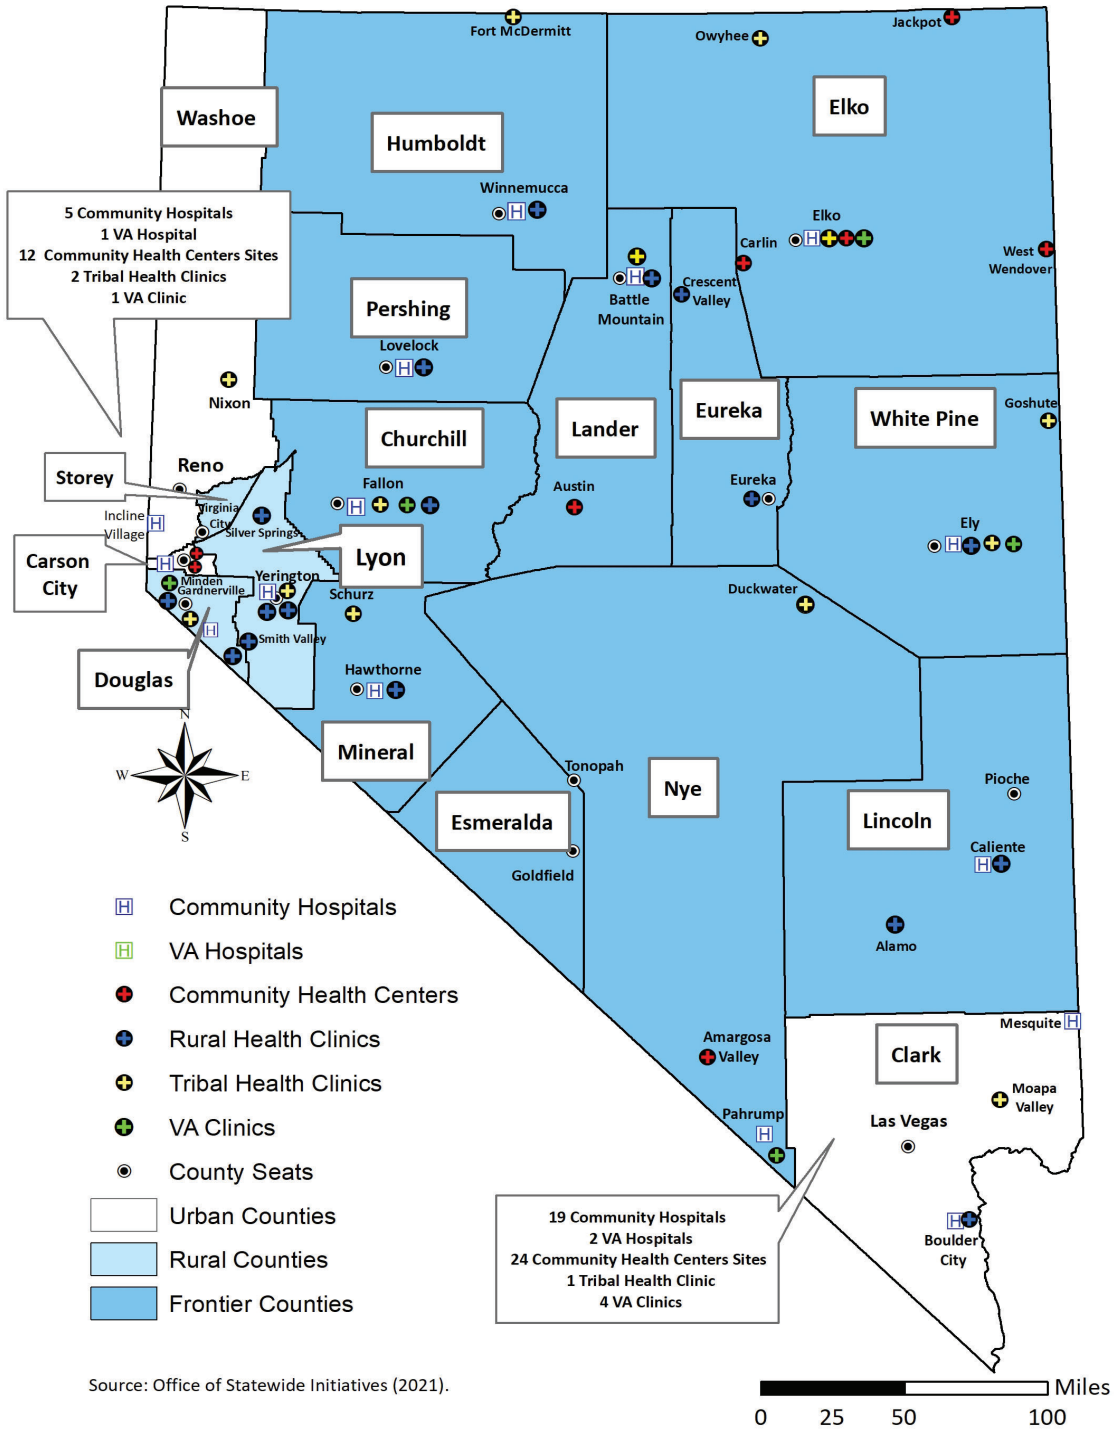 Fort McDermitt
Owyhee
Jackpot
Washoe
Humboldt
Elko
Winnemucca
5 Community Hospitals
1 VA Hospital
12 Community Health Centers Sites
2 Tribal Health Clinics
1 VA Clinic
Elko
Carlin
West
Wendover
Crescent
Valley
Battle
Mountain
Pershing
Lovelock
Nixon
Churchill
Lander
Eureka
White Pine
Goshute
Reno
Storey
Fallon
Austin
Eureka
Virginia
City
Silver Springs
Incline
Village
Ely
Carson
City
Lyon
Minden
Gardnerville
Yerington
Schurz
Duckwater
Smith Valley
Douglas
Hawthorne
Mineral
N
W
E
S
Tonopah
Nye
Pioche
Esmeralda
Lincoln
Goldfield
Caliente
Alamo
H Community Hospitals
H VA Hospitals
Community Health Centers
Rural Health Clinics
Tribal Health Clinics
VA Clinics
County Seats
Urban Counties
Rural Counties
Frontier Counties
Mesquite
Amargosa
Valley
Clark
Moapa
Valley
Pahrump
Las Vegas
19 Community Hospitals
2 VA Hospitals
24 Community Health Centers Sites
1 Tribal Health Clinic
4 VA Clinics
Boulder
City
Source: Office of Statewide Initiatives (2021).
Miles
0 25 50 100